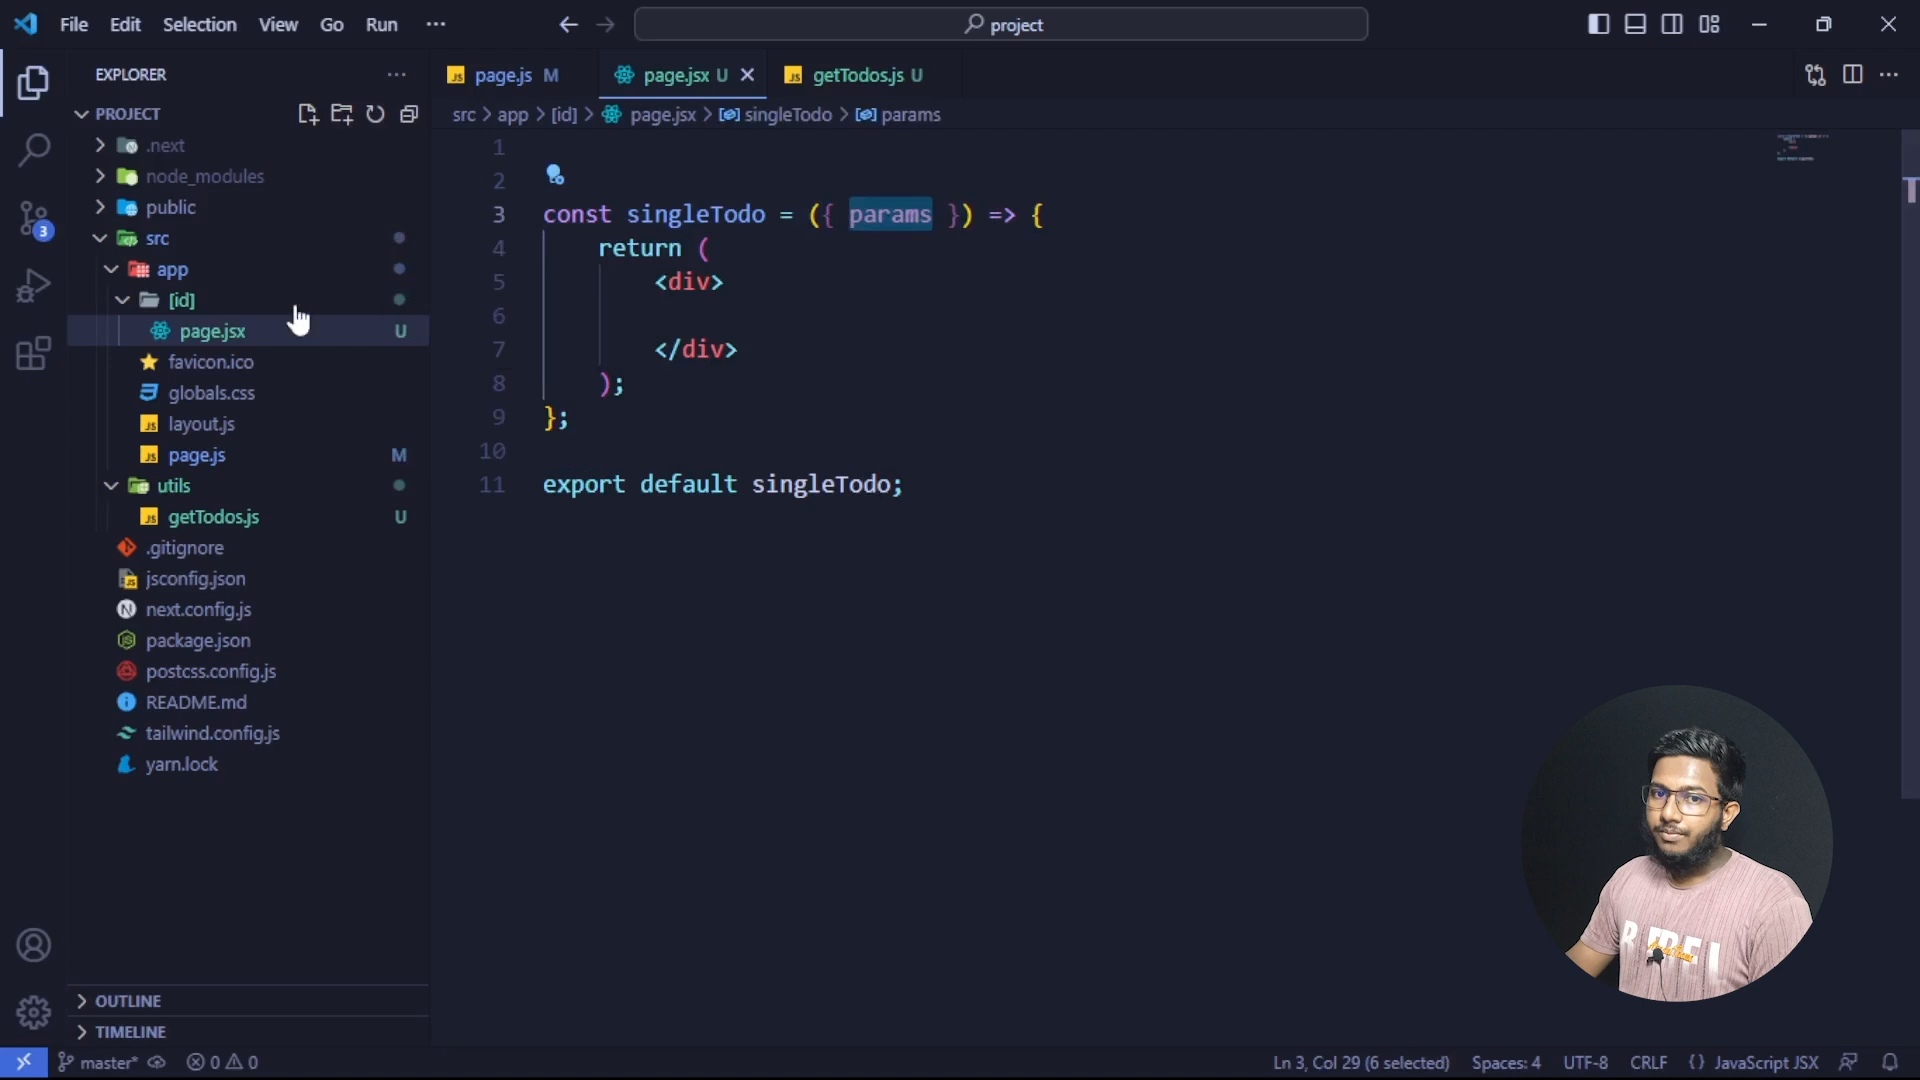 File Edit Selection View Go Run ···
project
EXPLORER ···
PROJECT
.next
node_modules
public
src
app
[id]
page.jsx U
favicon.ico
globals.css
layout.js
page.js M
utils
getTodos.js U
.gitignore
jsconfig.json
next.config.js
package.json
postcss.config.js
README.md
tailwind.config.js
yarn.lock
OUTLINE
TIMELINE
3
JS page.js M page.jsx U JS getTodos.js U
src > app > [id] > page.jsx > singleTodo > params
1
2
3 const singleTodo = ({ params }) => {
4 return (
5 <div>
6
7 </div>
8 );
9 };
10
11 export default singleTodo;
master* 0 0 Ln 3, Col 29 (6 selected) Spaces: 4 UTF-8 CRLF {} JavaScript JSX